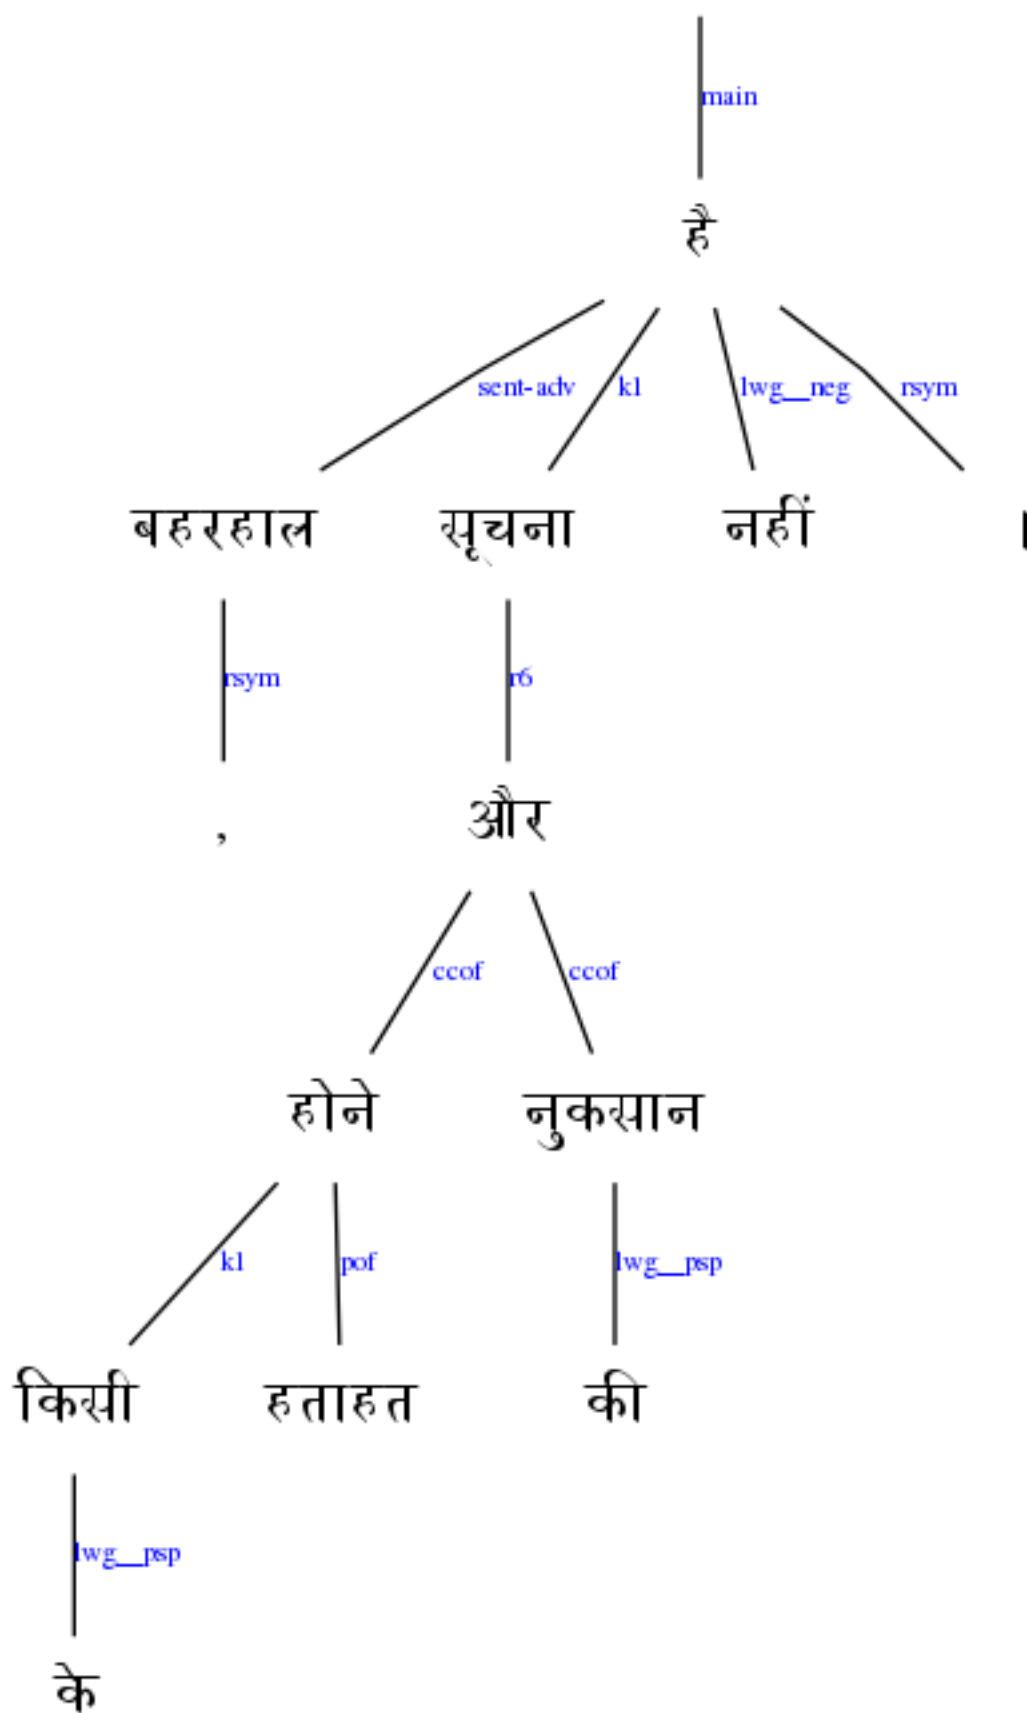 main
है
sent-adv k1 lwg__neg rsym
बहरहाल सूचना नहीं ।
rsym r6
, और
ccof ccof
होने नुकसान
k1 pof lwg__psp
किसी हताहत की
lwg__psp
के